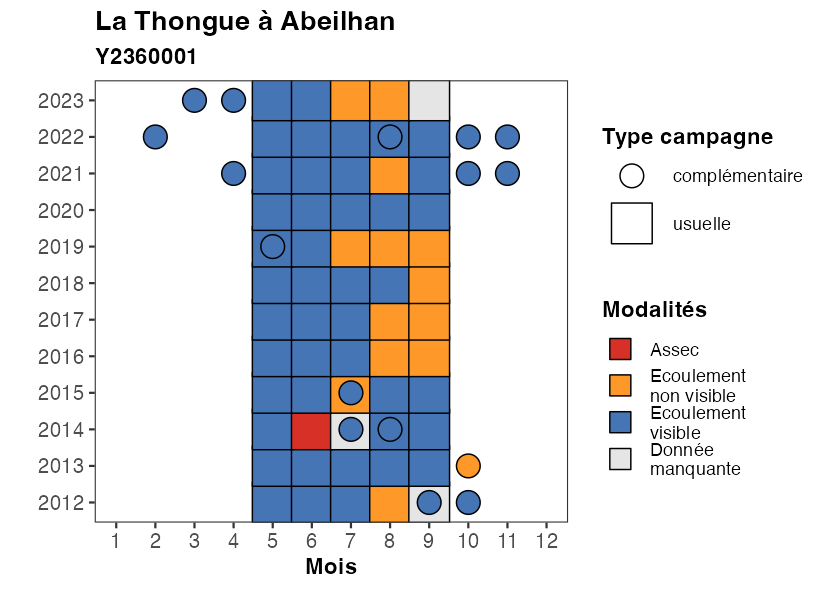 La Thongue à Abeilhan
Y2360001
2023
2022
2021
2020
2019
2018
2017
2016
2015
2014
2013
2012
1 2 3 4 5 6 7 8 9 10 11 12
Mois
Type campagne
complémentaire
usuelle
Modalités
Assec
Ecoulement
non visible
Ecoulement
visible
Donnée
manquante